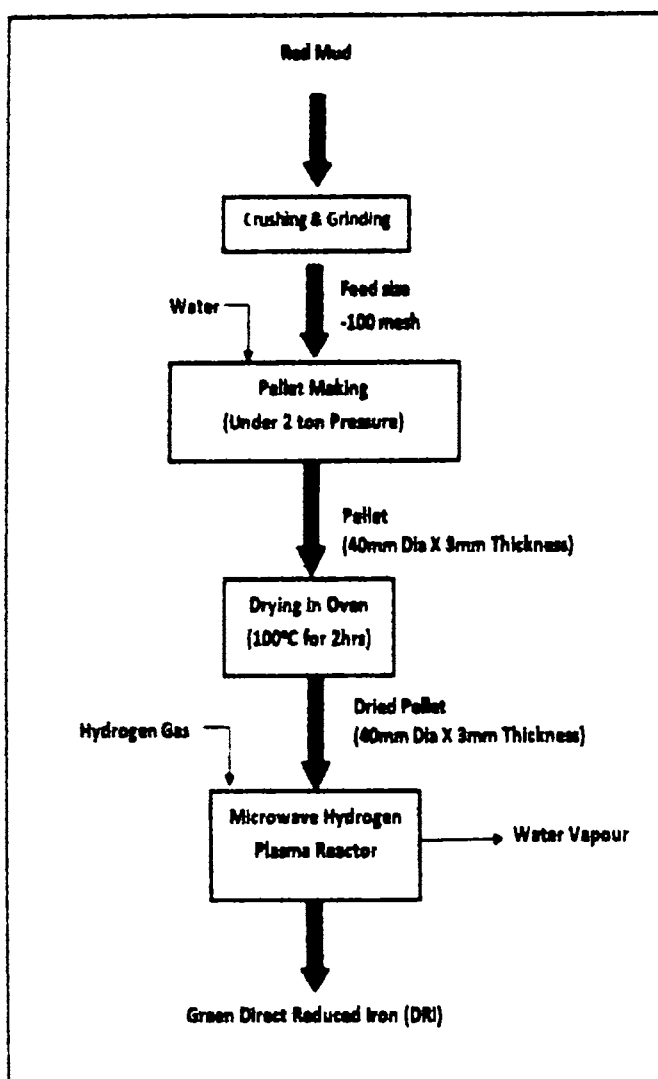 Red Mud
Crushing & Grinding
Feed size
-100 mesh
Water
Pellet Making
(Under 2 ton Pressure)
Pellet
(40mm Dia X 3mm Thickness)
Drying in Oven
(100°C for 2hrs)
Dried Pellet
(40mm Dia X 3mm Thickness)
Hydrogen Gas
Microwave Hydrogen
Plasma Reactor
Water Vapour
Green Direct Reduced Iron (DRI)